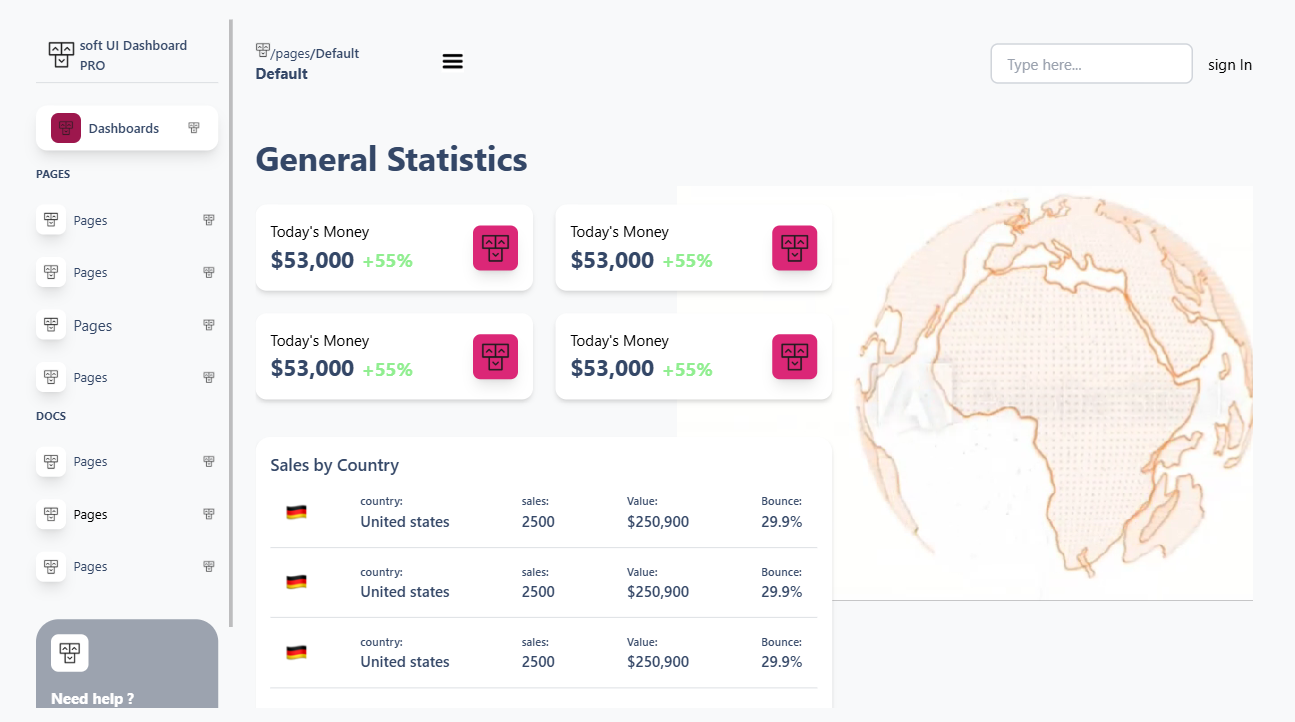 soft UI Dashboard
PRO
Dashboards
PAGES
Pages
Pages
Pages
Pages
DOCS
Pages
Pages
Pages
Need help ?
/pages/Default
Default
Type here...
sign In
General Statistics
Today's Money
$53,000 +55%
Today's Money
$53,000 +55%
Today's Money
$53,000 +55%
Today's Money
$53,000 +55%
Sales by Country
country: sales: Value: Bounce:
United states 2500 $250,900 29.9%
country: sales: Value: Bounce:
United states 2500 $250,900 29.9%
country: sales: Value: Bounce:
United states 2500 $250,900 29.9%